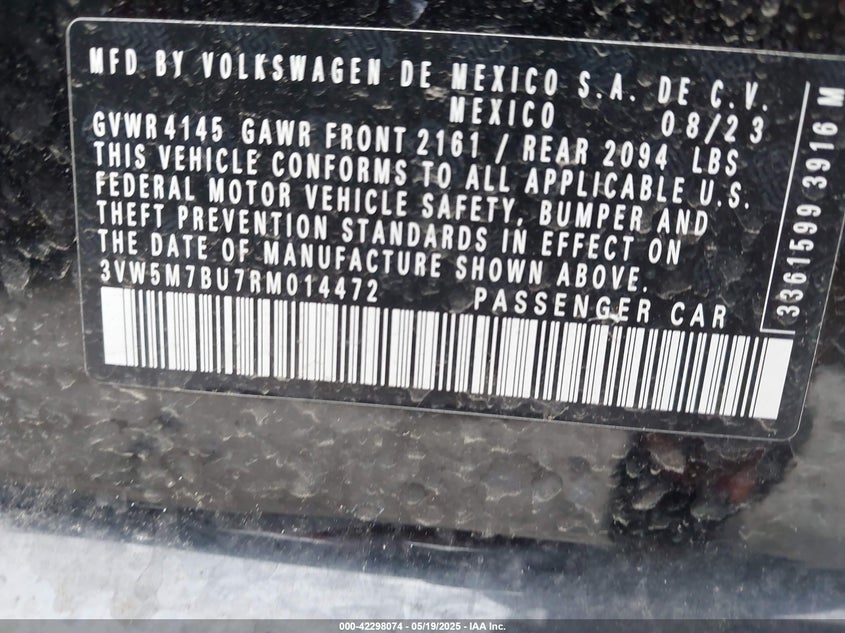 MFD BY VOLKSWAGEN DE MEXICO S.A. DE C.V.
MEXICO 08/23
GVWR 4145 GAWR FRONT 2161 / REAR 2094 LBS
THIS VEHICLE CONFORMS TO ALL APPLICABLE U.S.
FEDERAL MOTOR VEHICLE SAFETY, BUMPER AND
THEFT PREVENTION STANDARDS IN EFFECT ON
THE DATE OF MANUFACTURE SHOWN ABOVE.
3VW5M7BU7RM014472 PASSENGER CAR
3361599 3916 M
000-42298074 - 05/19/2025 - IAA Inc.